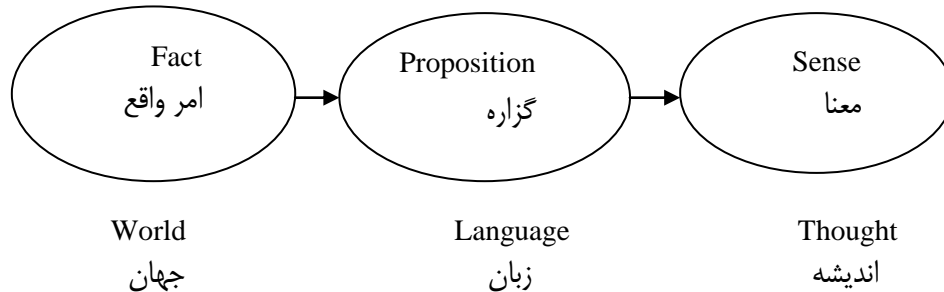 Fact
امر واقع
Proposition
گزاره
Sense
معنا
World
جهان
Language
زبان
Thought
اندیشه